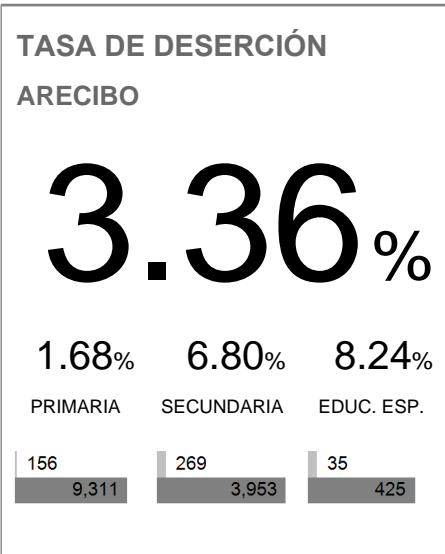 TASA DE DESERCIÓN
ARECIBO
3.36%
1.68% 6.80% 8.24%
PRIMARIA SECUNDARIA EDUC. ESP.
156 269 35
9,311 3,953 425